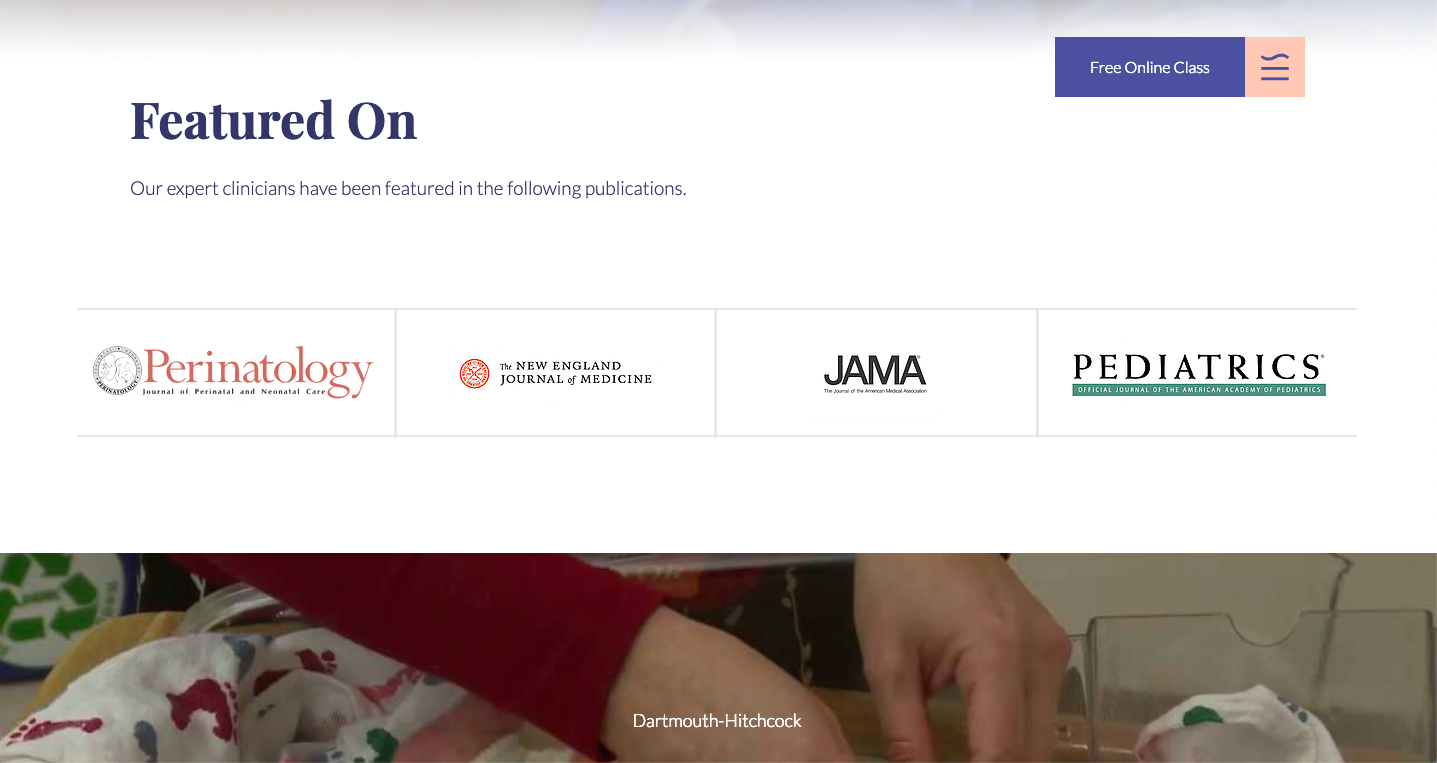 Free Online Class
Featured On
Our expert clinicians have been featured in the following publications.
PERINATOLOGY
Perinatology
Journal of Perinatal and Neonatal Care
The NEW ENGLAND
JOURNAL of MEDICINE
JAMA®
The Journal of the American Medical Association
PEDIATRICS®
OFFICIAL JOURNAL OF THE AMERICAN ACADEMY OF PEDIATRICS
Dartmouth-Hitchcock